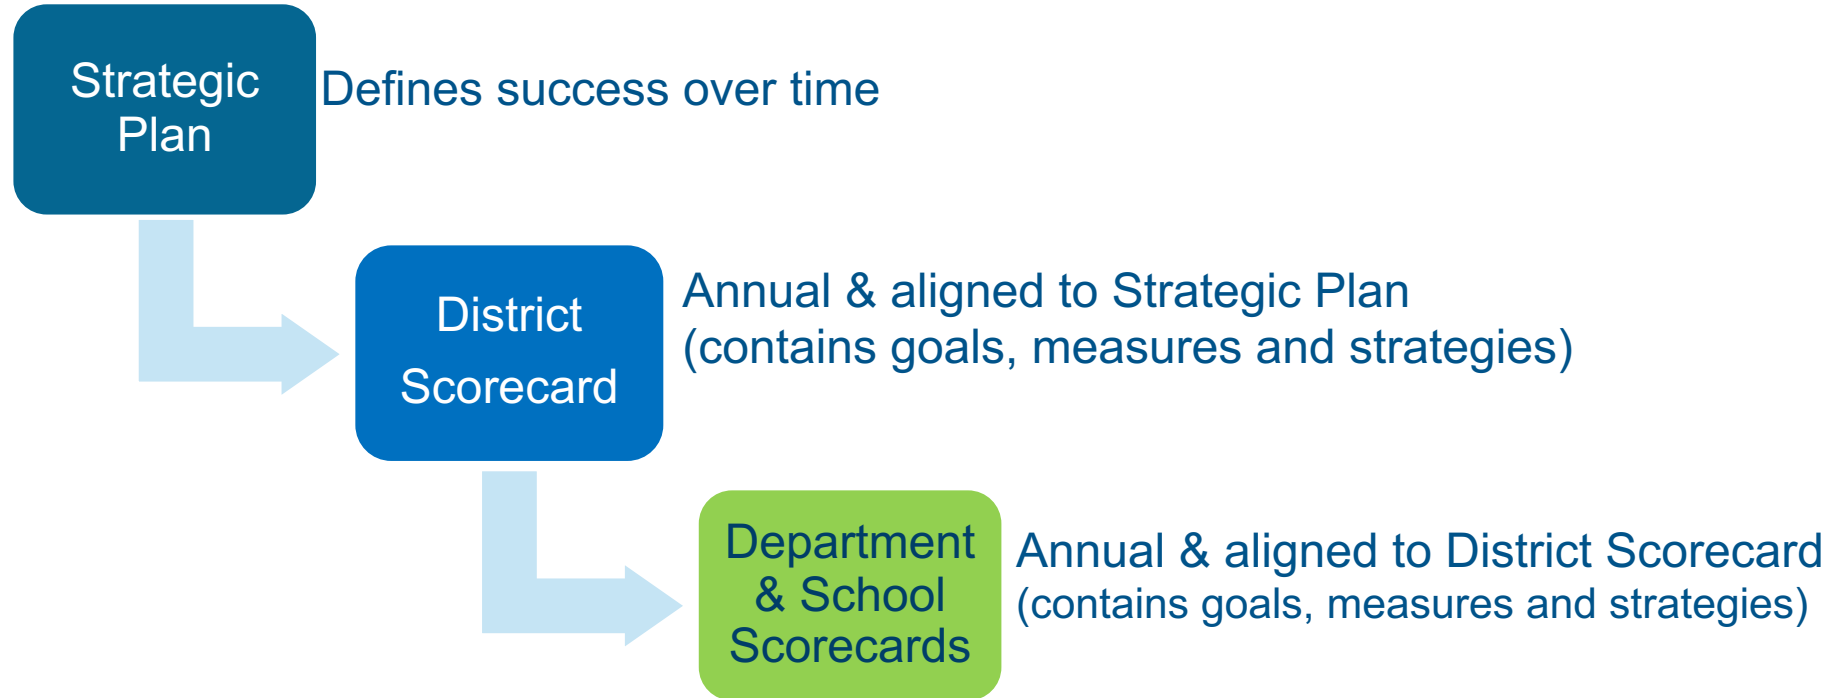 Strategic
Plan
Defines success over time
District
Scorecard
Annual & aligned to Strategic Plan
(contains goals, measures and strategies)
Department
& School
Scorecards
Annual & aligned to District Scorecard
(contains goals, measures and strategies)